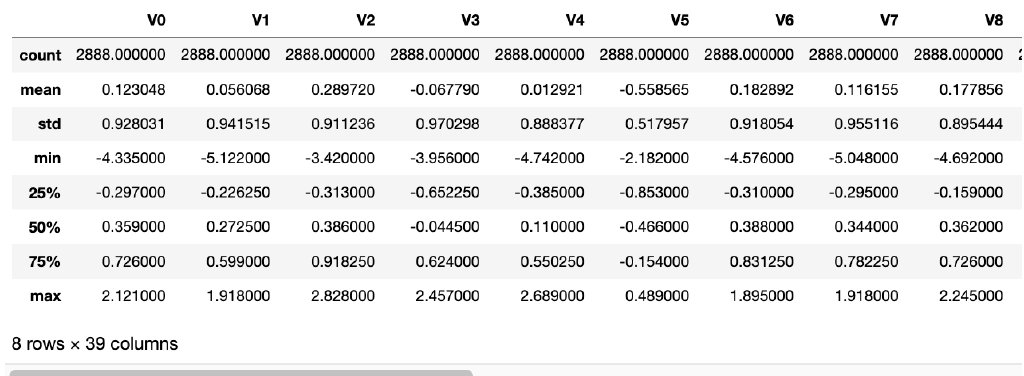 V0 V1 V2 V3 V4 V5 V6 V7 V8
count 2888.000000 2888.000000 2888.000000 2888.000000 2888.000000 2888.000000 2888.000000 2888.000000 2888.000000 2
mean 0.123048 0.056068 0.289720 -0.067790 0.012921 -0.558565 0.182892 0.116155 0.177856
std 0.928031 0.941515 0.911236 0.970298 0.888377 0.517957 0.918054 0.955116 0.895444
min -4.335000 -5.122000 -3.420000 -3.956000 -4.742000 -2.182000 -4.576000 -5.048000 -4.692000
25% -0.297000 -0.226250 -0.313000 -0.652250 -0.385000 -0.853000 -0.310000 -0.295000 -0.159000
50% 0.359000 0.272500 0.386000 -0.044500 0.110000 -0.466000 0.388000 0.344000 0.362000
75% 0.726000 0.599000 0.918250 0.624000 0.550250 -0.154000 0.831250 0.782250 0.726000
max 2.121000 1.918000 2.828000 2.457000 2.689000 0.489000 1.895000 1.918000 2.245000
8 rows × 39 columns